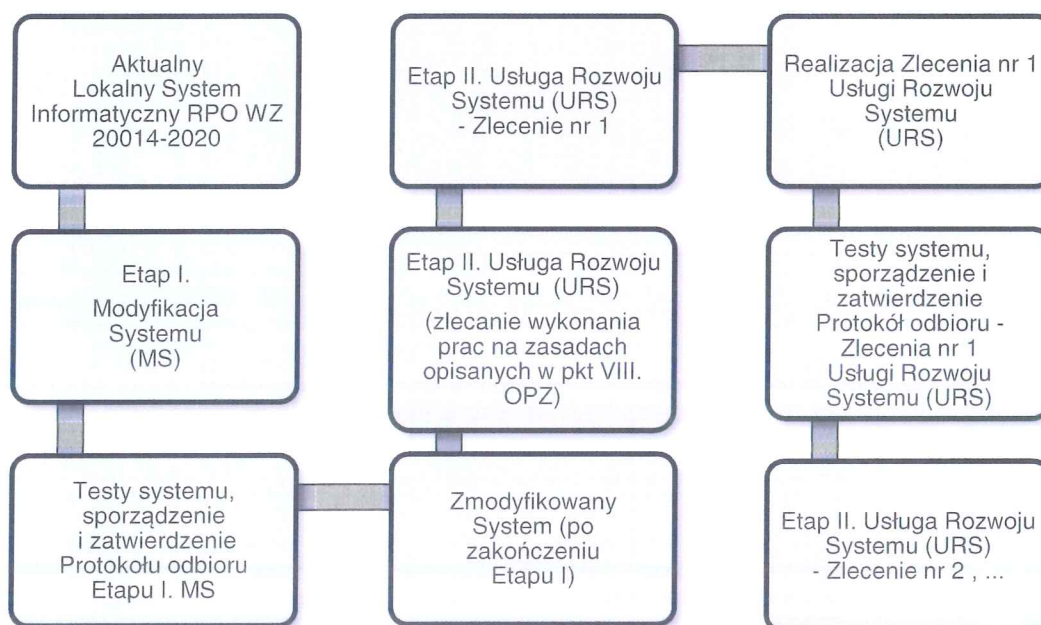 Aktualny
Lokalny System
Informatyczny RPO WZ
20014-2020
Etap I.
Modyfikacja
Systemu
(MS)
Testy systemu,
sporządzenie
i zatwierdzenie
Protokołu odbioru
Etapu I. MS
Zmodyfikowany
System (po
zakończeniu
Etapu I)
Etap II. Usługa Rozwoju
Systemu (URS)
(zlecanie wykonania
prac na zasadach
opisanych w pkt VIII.
OPZ)
Etap II. Usługa Rozwoju
Systemu (URS)
- Zlecenie nr 1
Realizacja Zlecenia nr 1
Usługi Rozwoju
Systemu
(URS)
Testy systemu,
sporządzenie i
zatwierdzenie
Protokół odbioru -
Zlecenia nr 1
Usługi Rozwoju
Systemu (URS)
Etap II. Usługa Rozwoju
Systemu (URS)
- Zlecenie nr 2 , ...